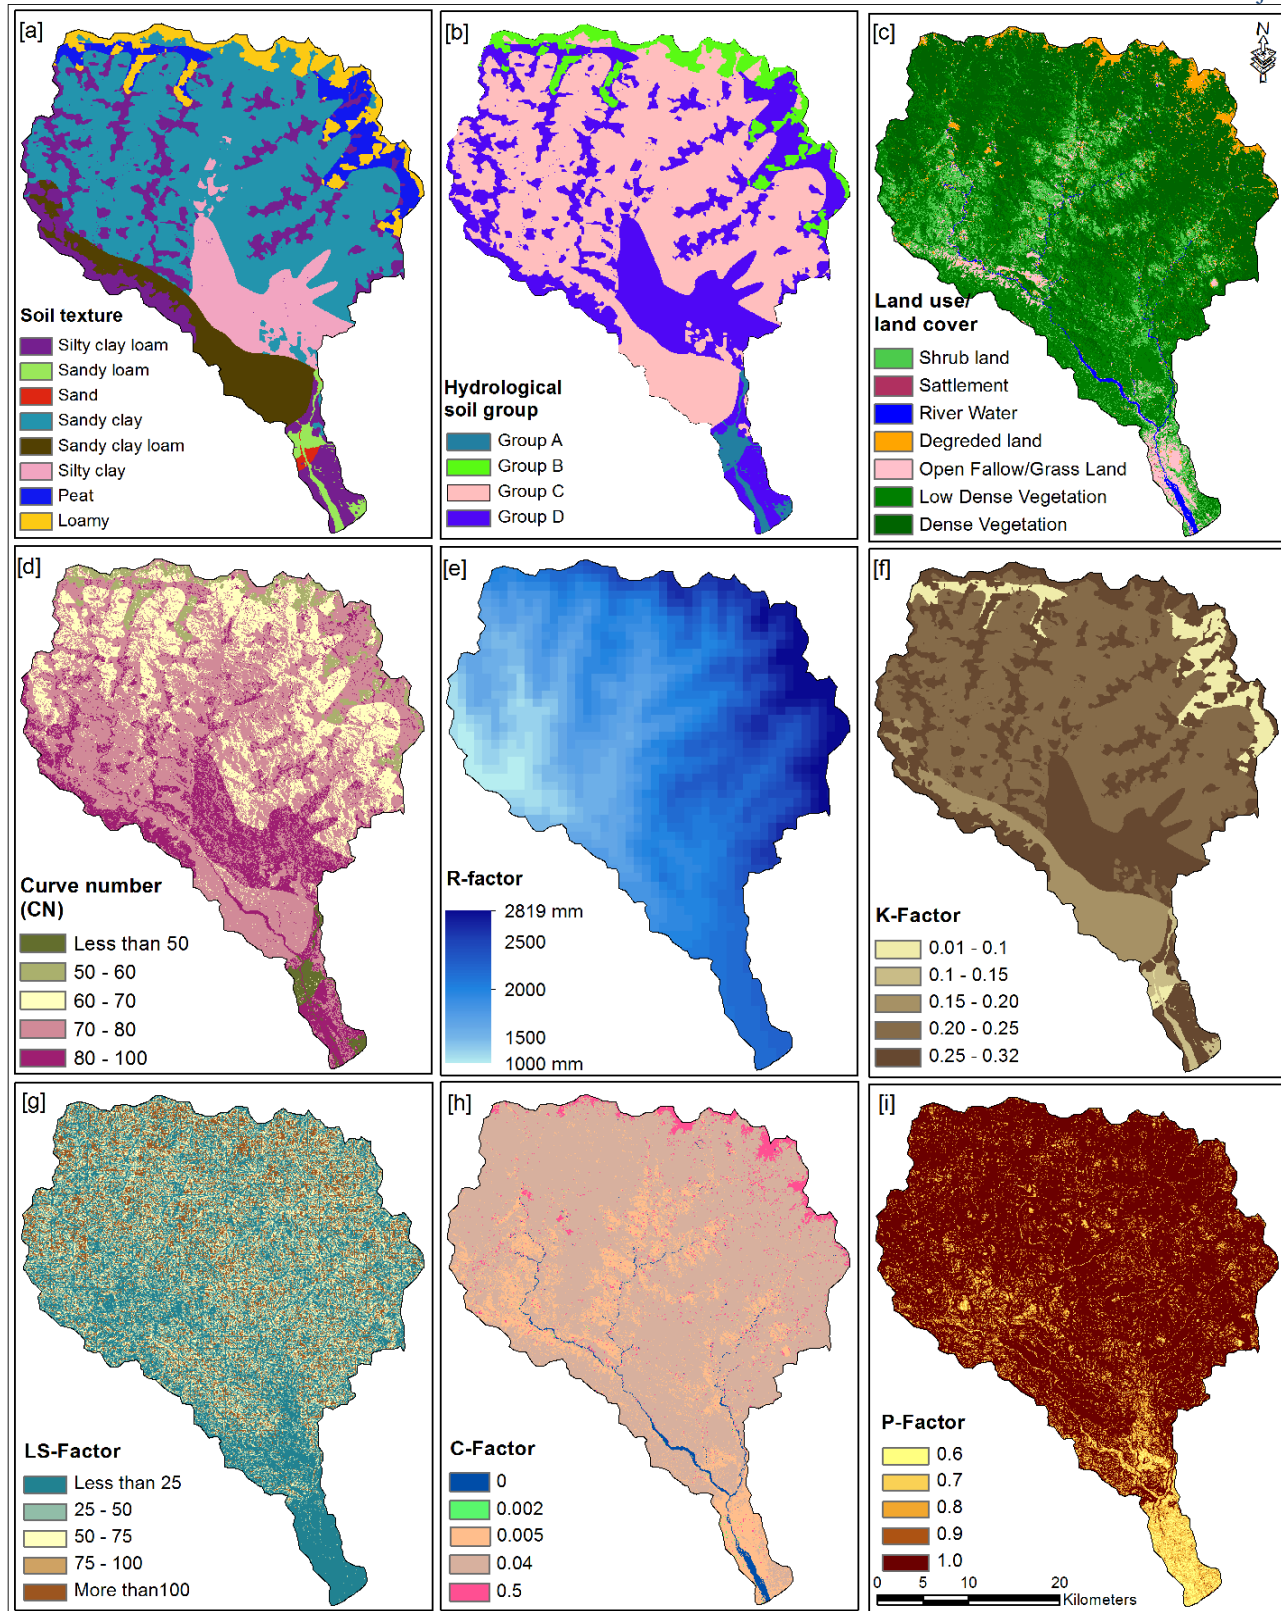 [a]
Soil texture
Silty clay loam
Sandy loam
Sand
Sandy clay
Sandy clay loam
Silty clay
Peat
Loamy
[b]
Hydrological
soil group
Group A
Group B
Group C
Group D
[c]
N
Land use/
land cover
Shrub land
Sattlement
River Water
Degreded land
Open Fallow/Grass Land
Low Dense Vegetation
Dense Vegetation
[d]
Curve number
(CN)
Less than 50
50 - 60
60 - 70
70 - 80
80 - 100
[e]
R-factor
2819 mm
2500
2000
1500
1000 mm
[f]
K-Factor
0.01 - 0.1
0.1 - 0.15
0.15 - 0.20
0.20 - 0.25
0.25 - 0.32
[g]
LS-Factor
Less than 25
25 - 50
50 - 75
75 - 100
More than100
[h]
C-Factor
0
0.002
0.005
0.04
0.5
[i]
P-Factor
0.6
0.7
0.8
0.9
1.0
0 5 10 20
Kilometers